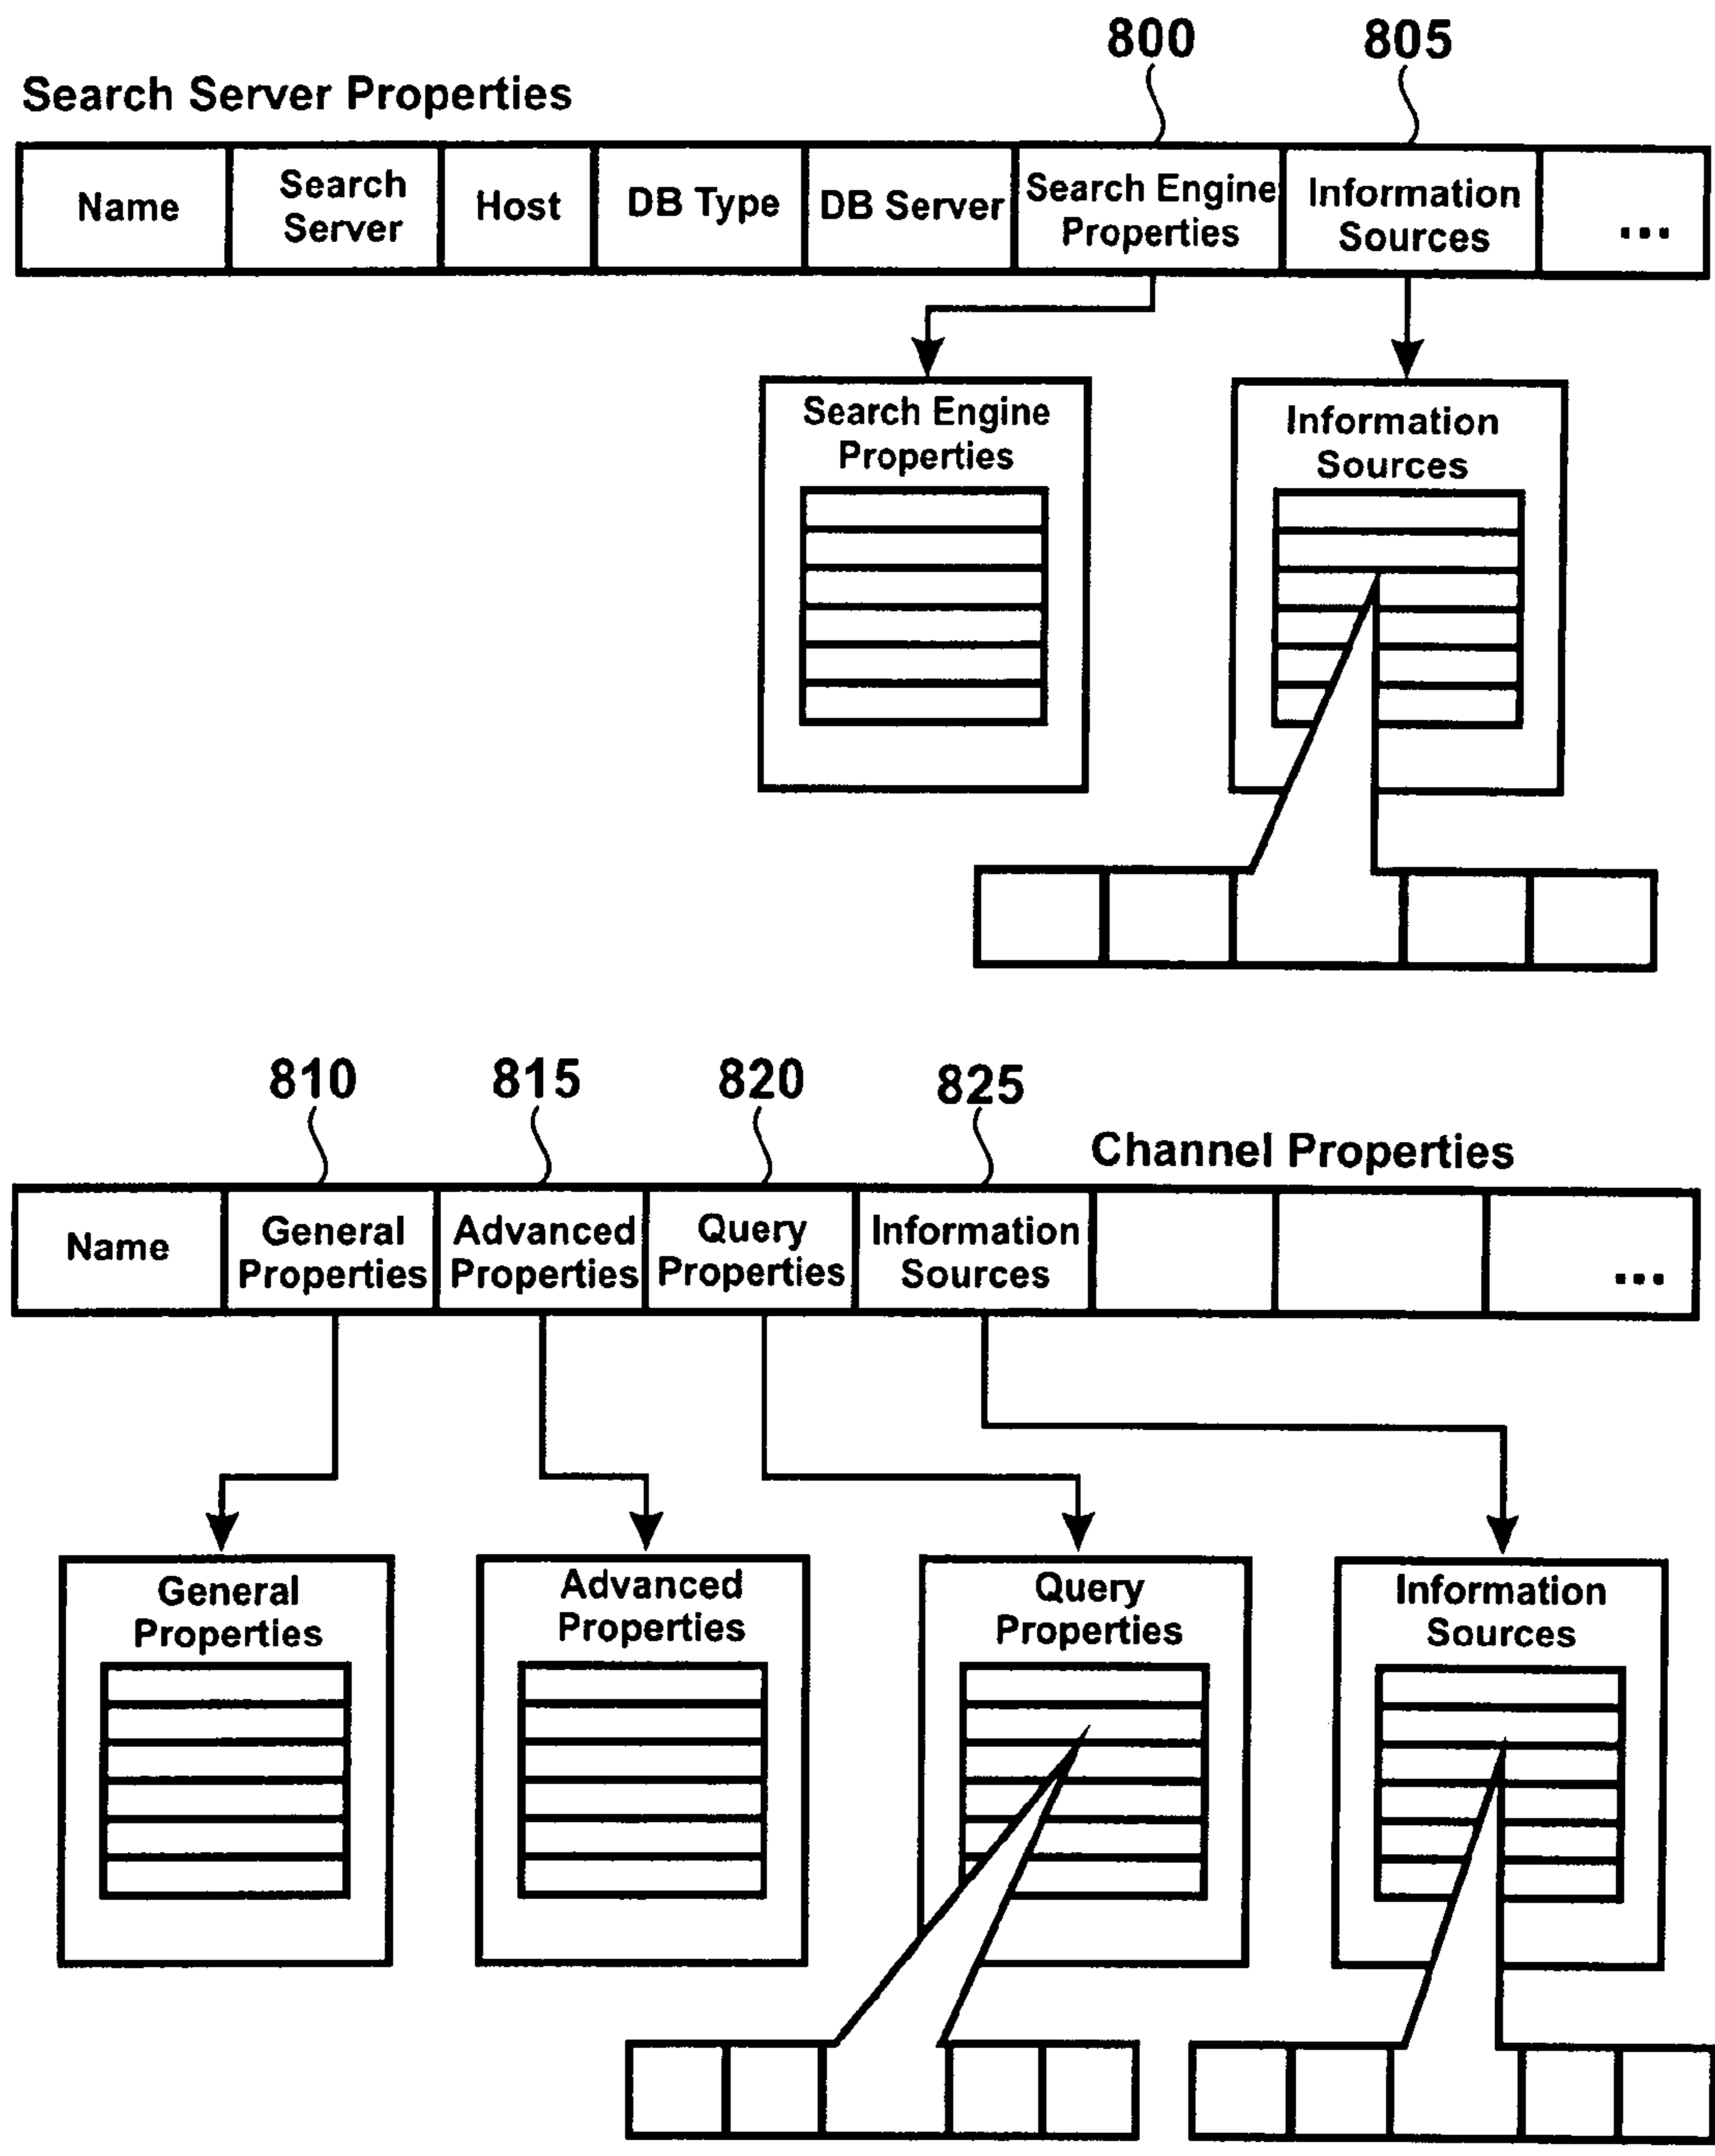 800 805
Search Server Properties
Name Search Server Host DB Type DB Server Search Engine Properties Information Sources ...
Search Engine
Properties
Information
Sources
810 815 820 825
Channel Properties
Name General Properties Advanced Properties Query Properties Information Sources ...
General
Properties
Advanced
Properties
Query
Properties
Information
Sources